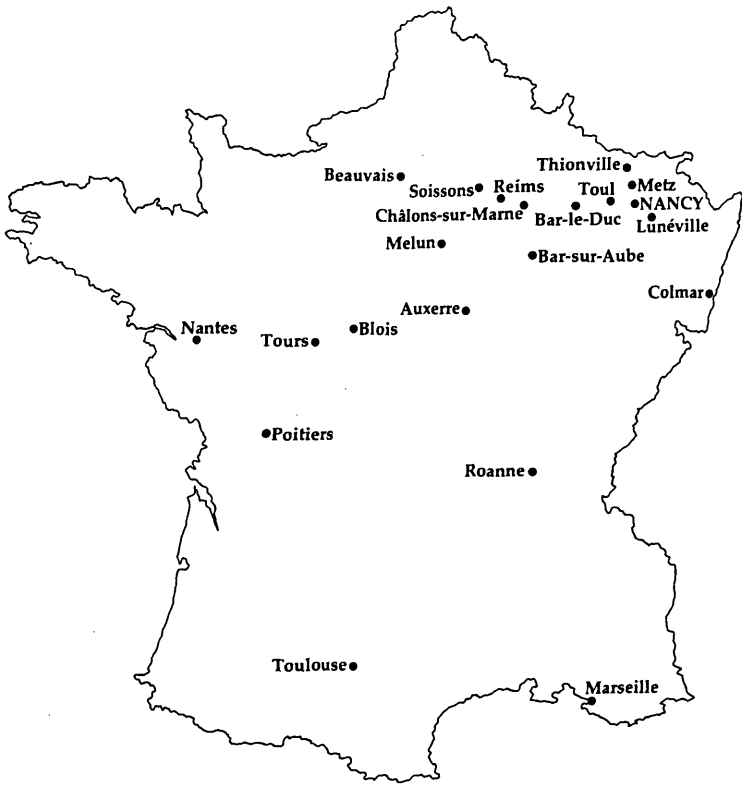 Thionville
Beauvais
Soissons
Reims
Toul
Metz
NANCY
Châlons-sur-Marne
Bar-le-Duc
Lunéville
Melun
Bar-sur-Aube
Colmar
Auxerre
Nantes
Blois
Tours
Poitiers
Roanne
Toulouse
Marseille